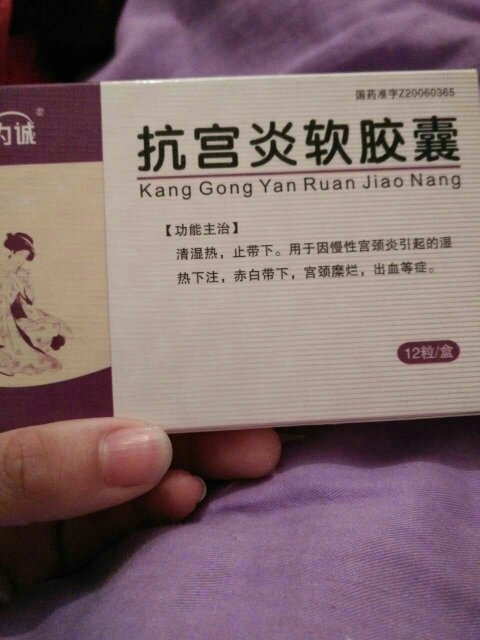 国药准字Z20060365
为诚®
抗宫炎软胶囊
Kang Gong Yan Ruan Jiao Nang
【功能主治】
清湿热，止带下。用于因慢性宫颈炎引起的湿
热下注，赤白带下，宫颈糜烂，出血等症。
12粒/盒